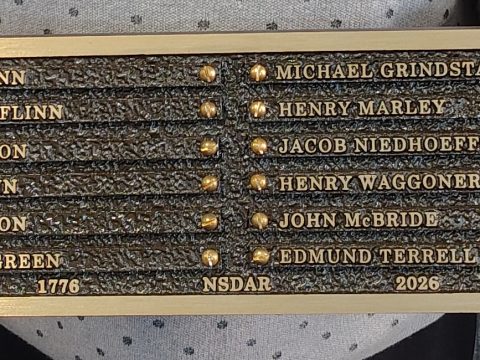 NN MICHAEL GRINDSTA
FLINN HENRY MARLEY
ON JACOB NIEDHOEFF
NN HENRY WAGGONER
ON JOHN McBRIDE
GREEN EDMUND TERRELL
1776 NSDAR 2026